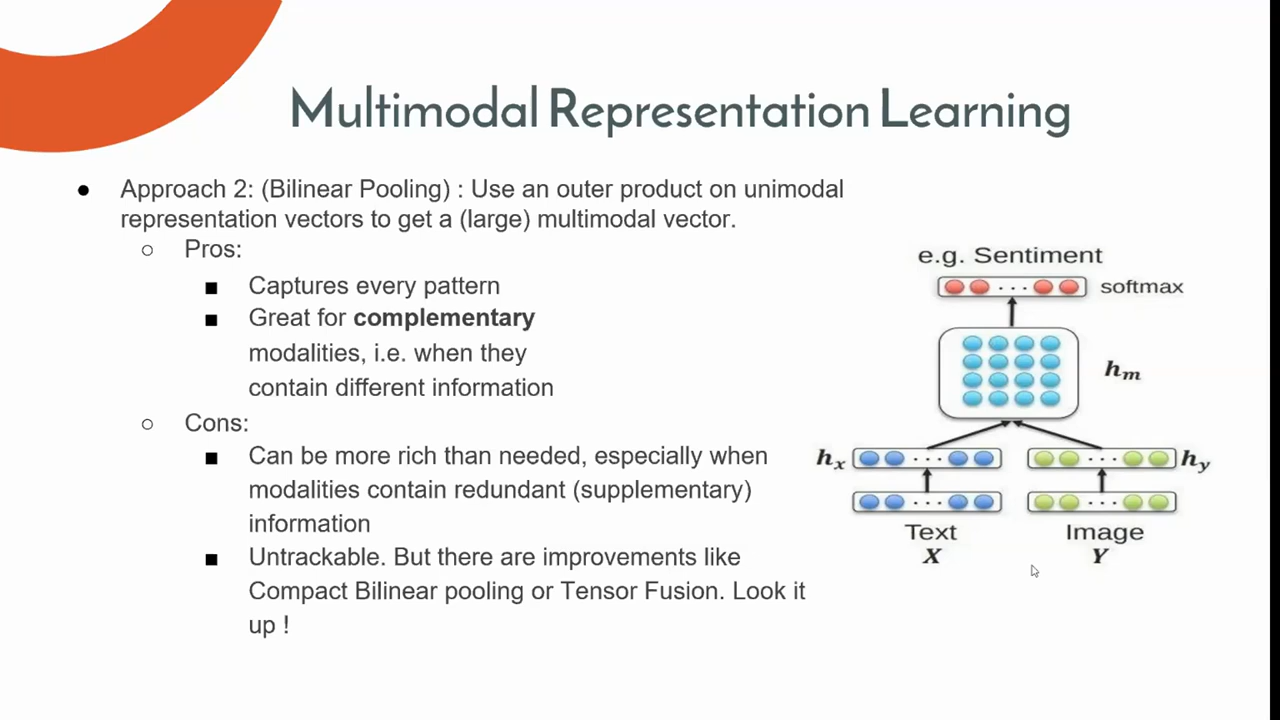 Multimodal Representation Learning
● Approach 2: (Bilinear Pooling) : Use an outer product on unimodal
representation vectors to get a (large) multimodal vector.
○ Pros:
■ Captures every pattern
■ Great for complementary
modalities, i.e. when they
contain different information
○ Cons:
■ Can be more rich than needed, especially when
modalities contain redundant (supplementary)
information
■ Untrackable. But there are improvements like
Compact Bilinear pooling or Tensor Fusion. Look it
up !
e.g. Sentiment
··· softmax
hₘ
hₓ ··· ··· hᵧ
··· ···
Text Image
X Y